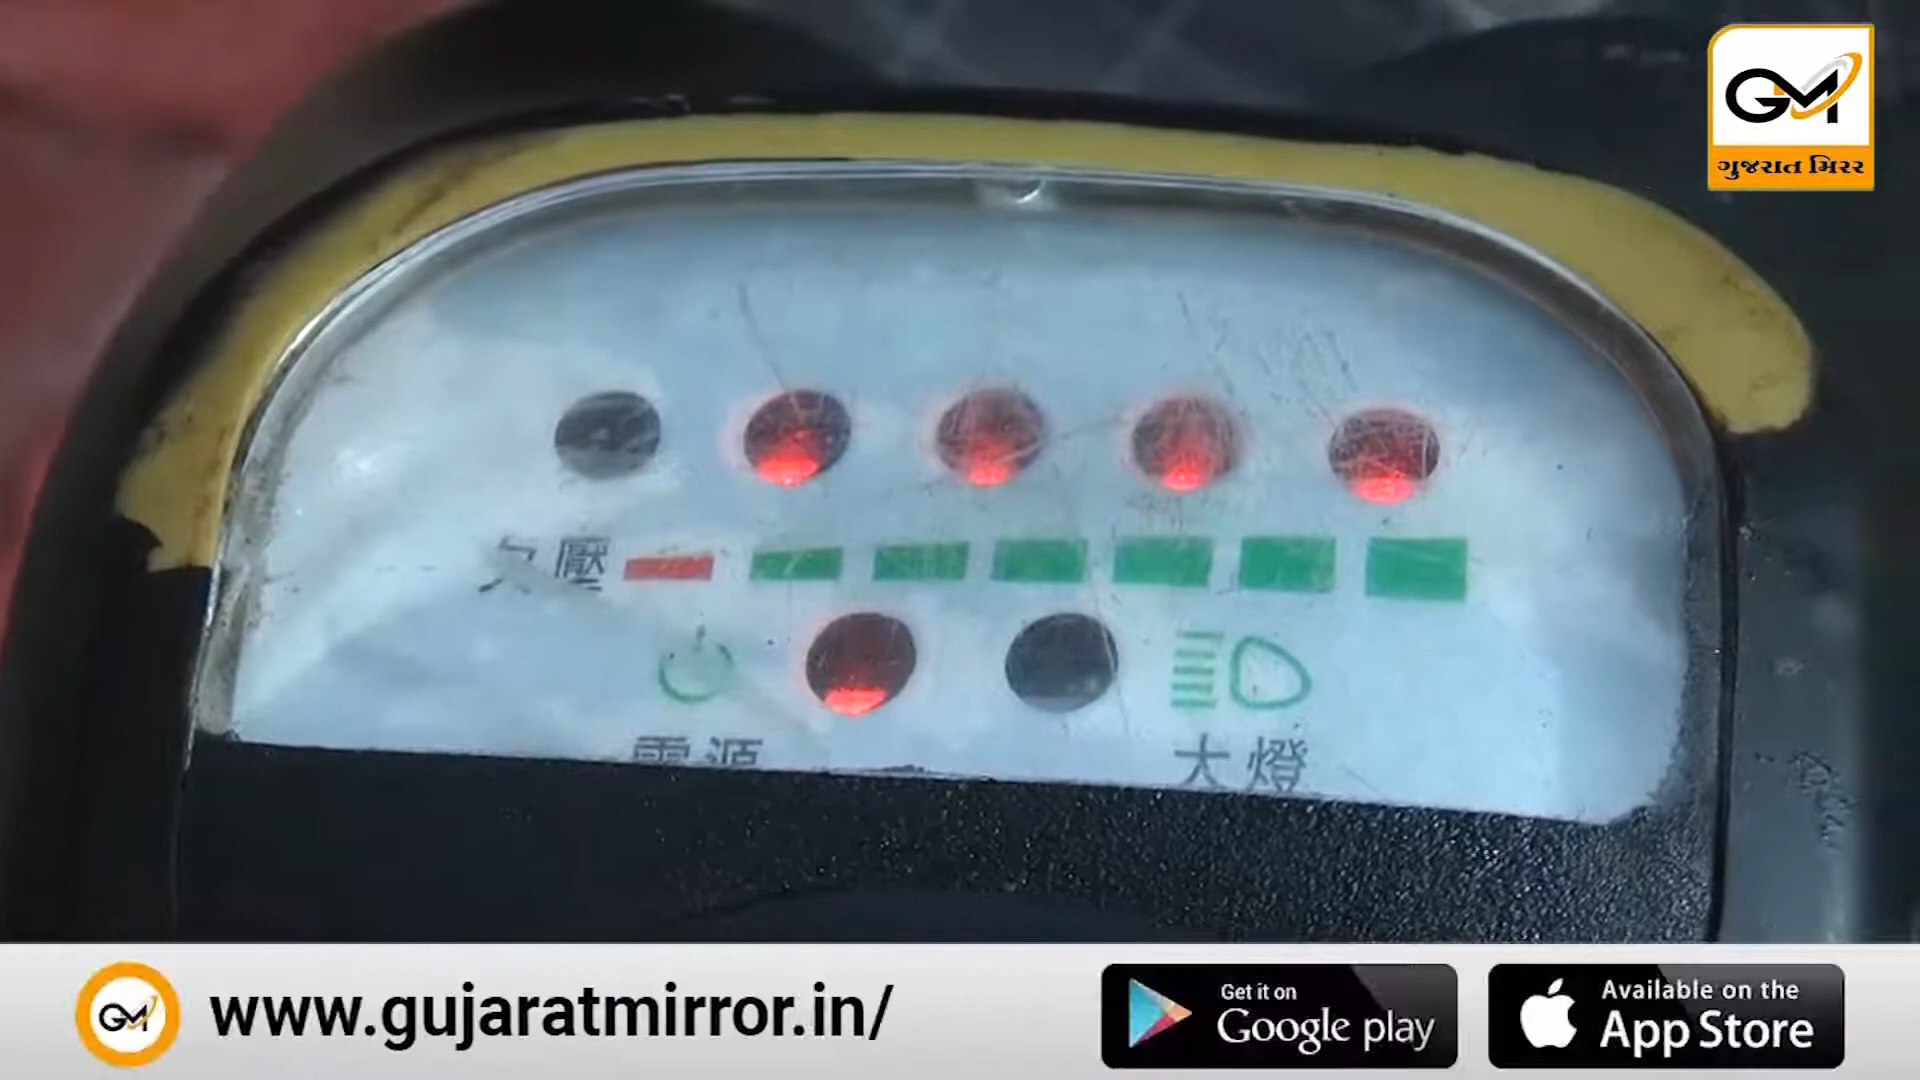 GM
ગુજરાત મિરર
欠壓
電源
大燈
GM
www.gujaratmirror.in/
Get it on
Google play
Available on the
App Store